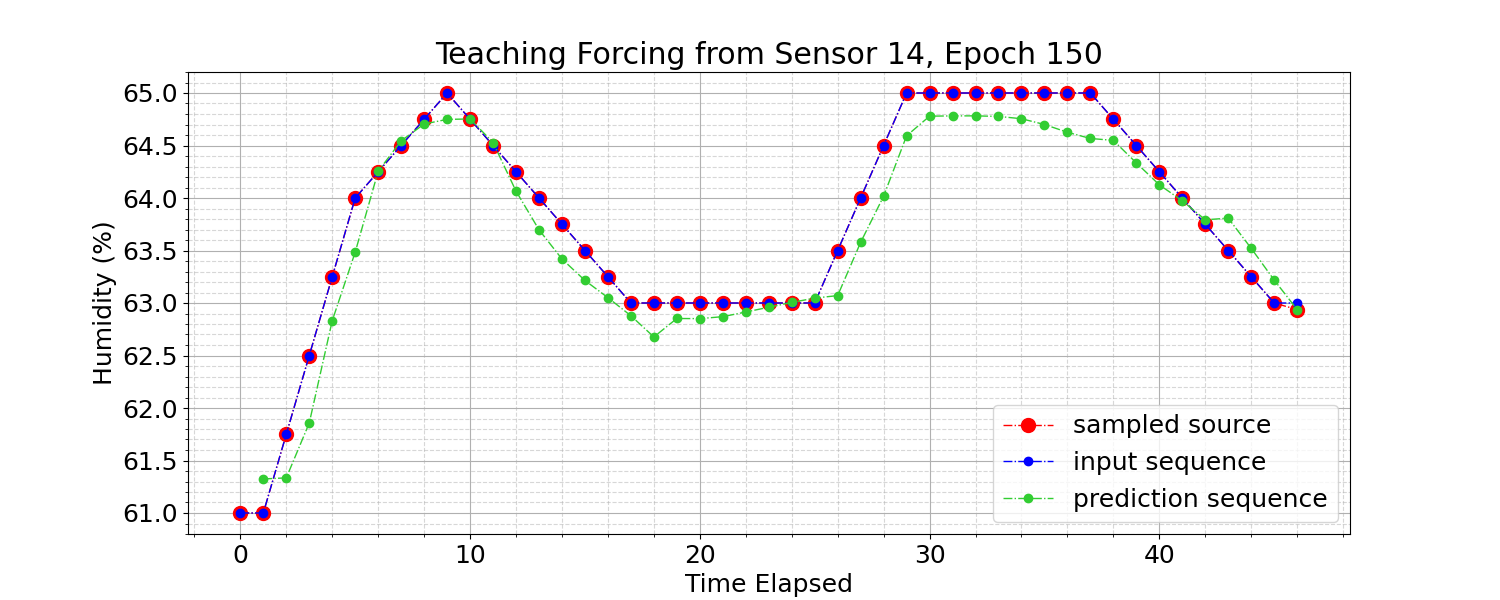 Teaching Forcing from Sensor 14, Epoch 150
Humidity (%)
65.0
64.5
64.0
63.5
63.0
62.5
62.0
61.5
61.0
sampled source
input sequence
prediction sequence
0 10 20 30 40
Time Elapsed